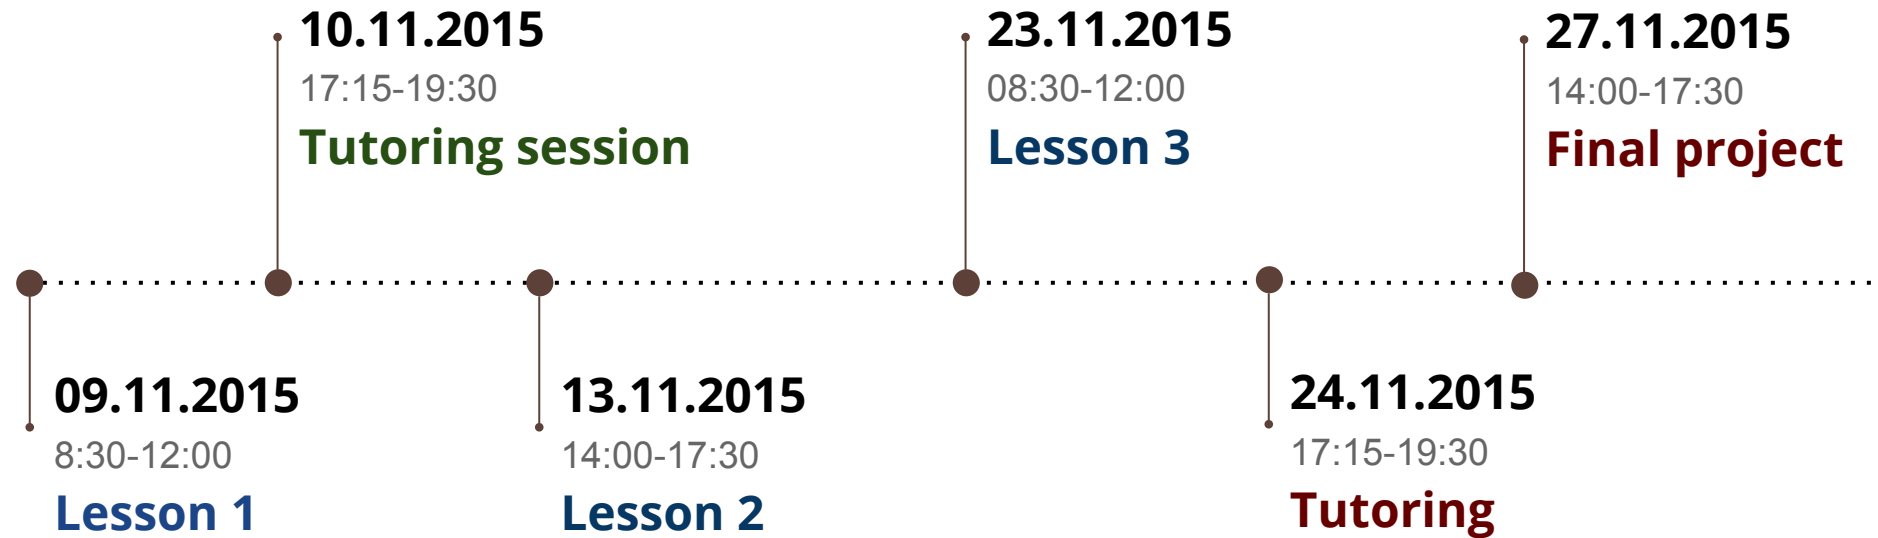 10.11.2015
17:15-19:30
Tutoring session
23.11.2015
08:30-12:00
Lesson 3
27.11.2015
14:00-17:30
Final project
09.11.2015
8:30-12:00
Lesson 1
13.11.2015
14:00-17:30
Lesson 2
24.11.2015
17:15-19:30
Tutoring